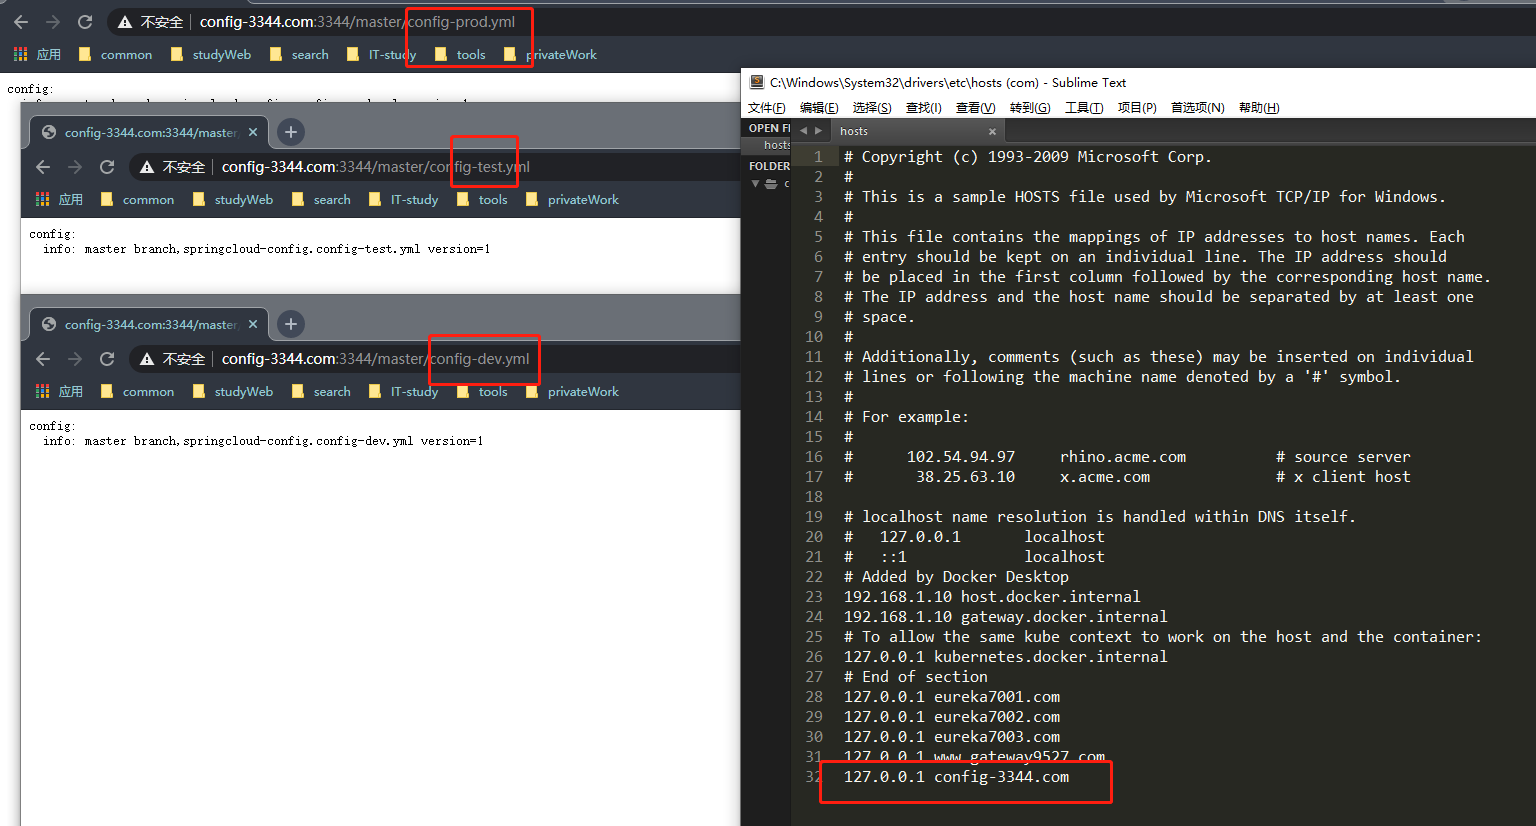 不安全 config-3344.com:3344/master/config-prod.yml
应用 common studyWeb search IT-study tools privateWork
config:
config-3344.com:3344/master
不安全 config-3344.com:3344/master/config-test.yml
应用 common studyWeb search IT-study tools privateWork
config:
  info: master branch,springcloud-config.config-test.yml version=1
config-3344.com:3344/master
不安全 config-3344.com:3344/master/config-dev.yml
应用 common studyWeb search IT-study tools privateWork
config:
  info: master branch,springcloud-config.config-dev.yml version=1
C:\Windows\System32\drivers\etc\hosts (com) - Sublime Text
文件(F) 编辑(E) 选择(S) 查找(I) 查看(V) 转到(G) 工具(T) 项目(P) 首选项(N) 帮助(H)
OPEN FI
hosts
FOLDER
c
hosts
1 # Copyright (c) 1993-2009 Microsoft Corp.
2 #
3 # This is a sample HOSTS file used by Microsoft TCP/IP for Windows.
4 #
5 # This file contains the mappings of IP addresses to host names. Each
6 # entry should be kept on an individual line. The IP address should
7 # be placed in the first column followed by the corresponding host name.
8 # The IP address and the host name should be separated by at least one
9 # space.
10 #
11 # Additionally, comments (such as these) may be inserted on individual
12 # lines or following the machine name denoted by a '#' symbol.
13 #
14 # For example:
15 #
16 #      102.54.94.97     rhino.acme.com          # source server
17 #       38.25.63.10     x.acme.com              # x client host
18
19 # localhost name resolution is handled within DNS itself.
20 #   127.0.0.1       localhost
21 #   ::1             localhost
22 # Added by Docker Desktop
23 192.168.1.10 host.docker.internal
24 192.168.1.10 gateway.docker.internal
25 # To allow the same kube context to work on the host and the container:
26 127.0.0.1 kubernetes.docker.internal
27 # End of section
28 127.0.0.1 eureka7001.com
29 127.0.0.1 eureka7002.com
30 127.0.0.1 eureka7003.com
31 127.0.0.1 www.gateway9527.com
32 127.0.0.1 config-3344.com